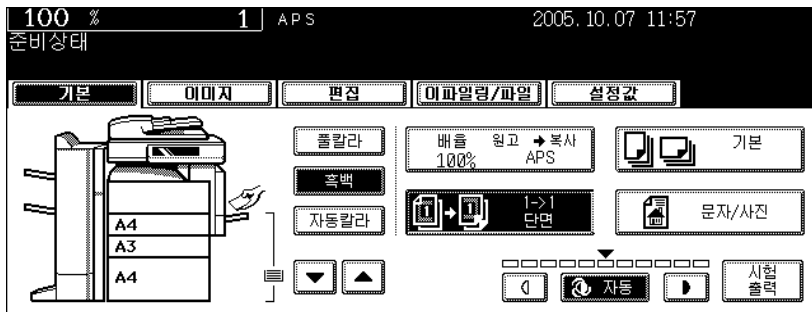 100 % 1 APS 2005.10.07 11:57
준비상태
기본 이미지 편집 이파일링/파일 설정값
풀칼라
흑백
자동칼라
배율 원고 → 복사
100% APS
기본
1 1
1->1
단면
문자/사진
A4
A3
A4
자동
시험
출력